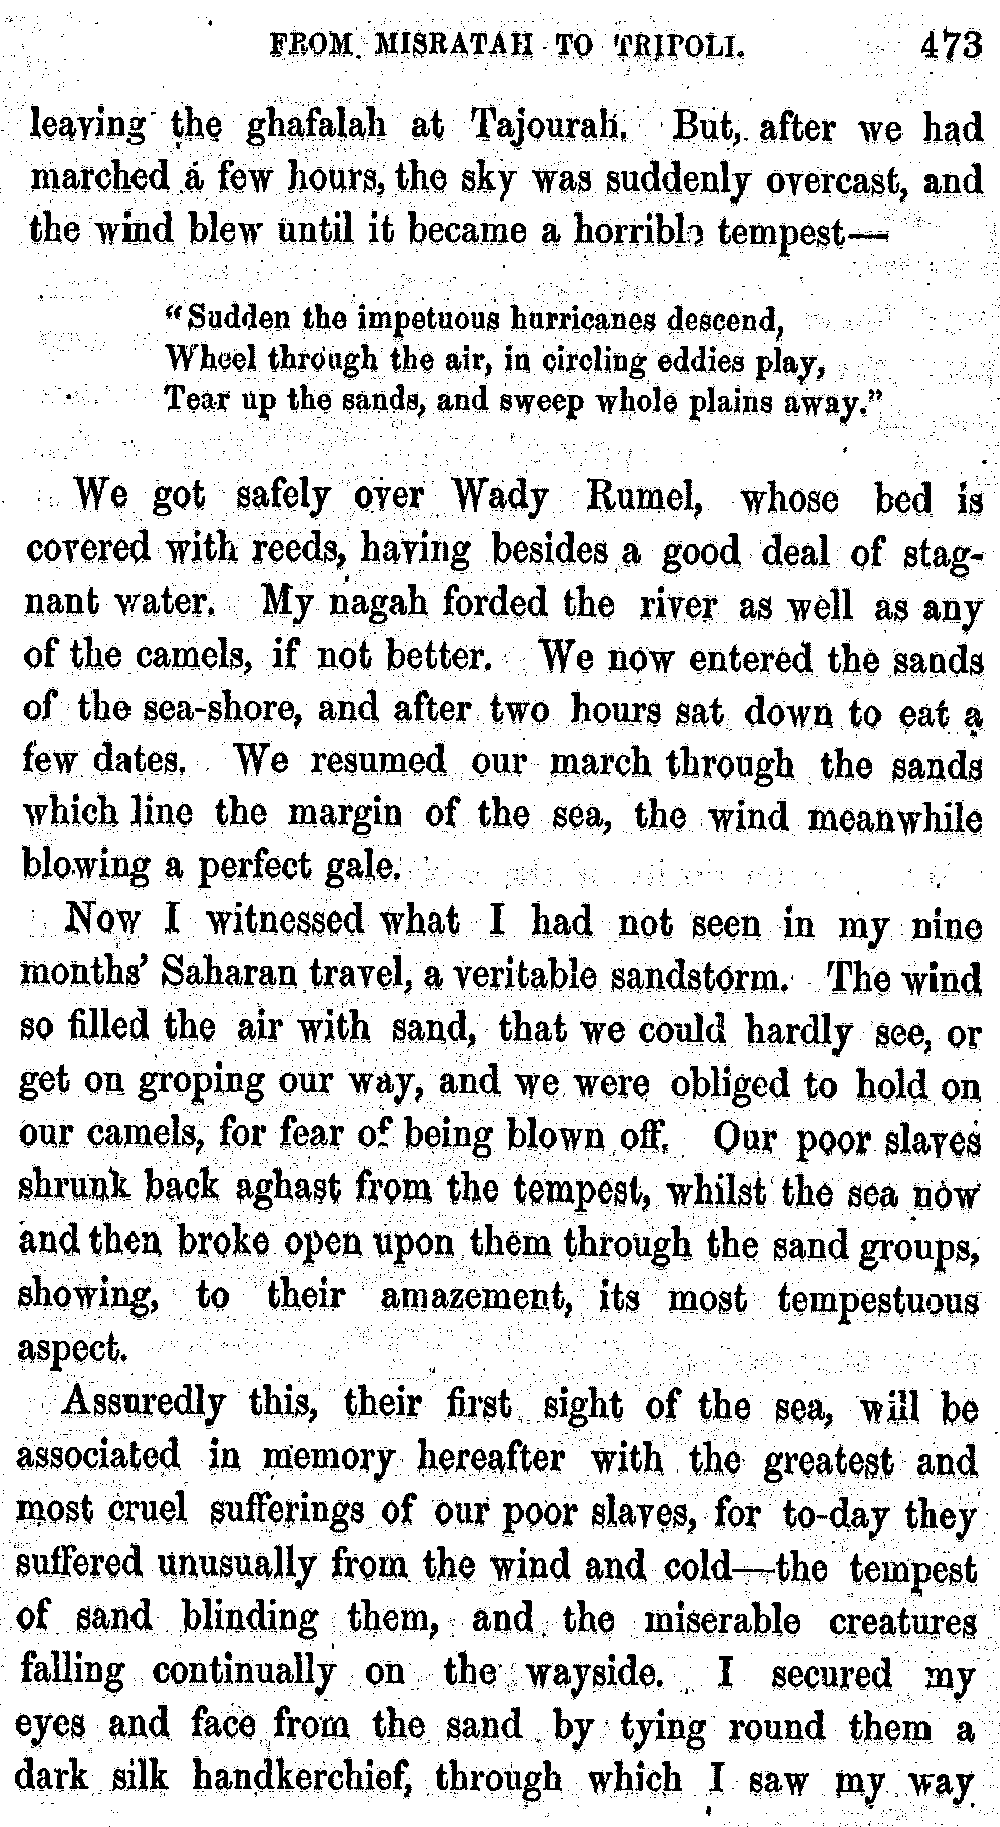 FROM MISRATAH TO TRIPOLI. 473
leaving the ghafalah at Tajourah. But, after we had
marched a few hours, the sky was suddenly overcast, and
the wind blew until it became a horrible tempest—
"Sudden the impetuous hurricanes descend,
Wheel through the air, in circling eddies play,
Tear up the sands, and sweep whole plains away."
We got safely over Wady Rumel, whose bed is
covered with reeds, having besides a good deal of stag-
nant water. My nagah forded the river as well as any
of the camels, if not better. We now entered the sands
of the sea-shore, and after two hours sat down to eat a
few dates. We resumed our march through the sands
which line the margin of the sea, the wind meanwhile
blowing a perfect gale.
Now I witnessed what I had not seen in my nine
months' Saharan travel, a veritable sandstorm. The wind
so filled the air with sand, that we could hardly see, or
get on groping our way, and we were obliged to hold on
our camels, for fear of being blown off. Our poor slaves
shrunk back aghast from the tempest, whilst the sea now
and then broke open upon them through the sand groups,
showing, to their amazement, its most tempestuous
aspect.
Assuredly this, their first sight of the sea, will be
associated in memory hereafter with the greatest and
most cruel sufferings of our poor slaves, for to-day they
suffered unusually from the wind and cold—the tempest
of sand blinding them, and the miserable creatures
falling continually on the wayside. I secured my
eyes and face from the sand by tying round them a
dark silk handkerchief, through which I saw my way